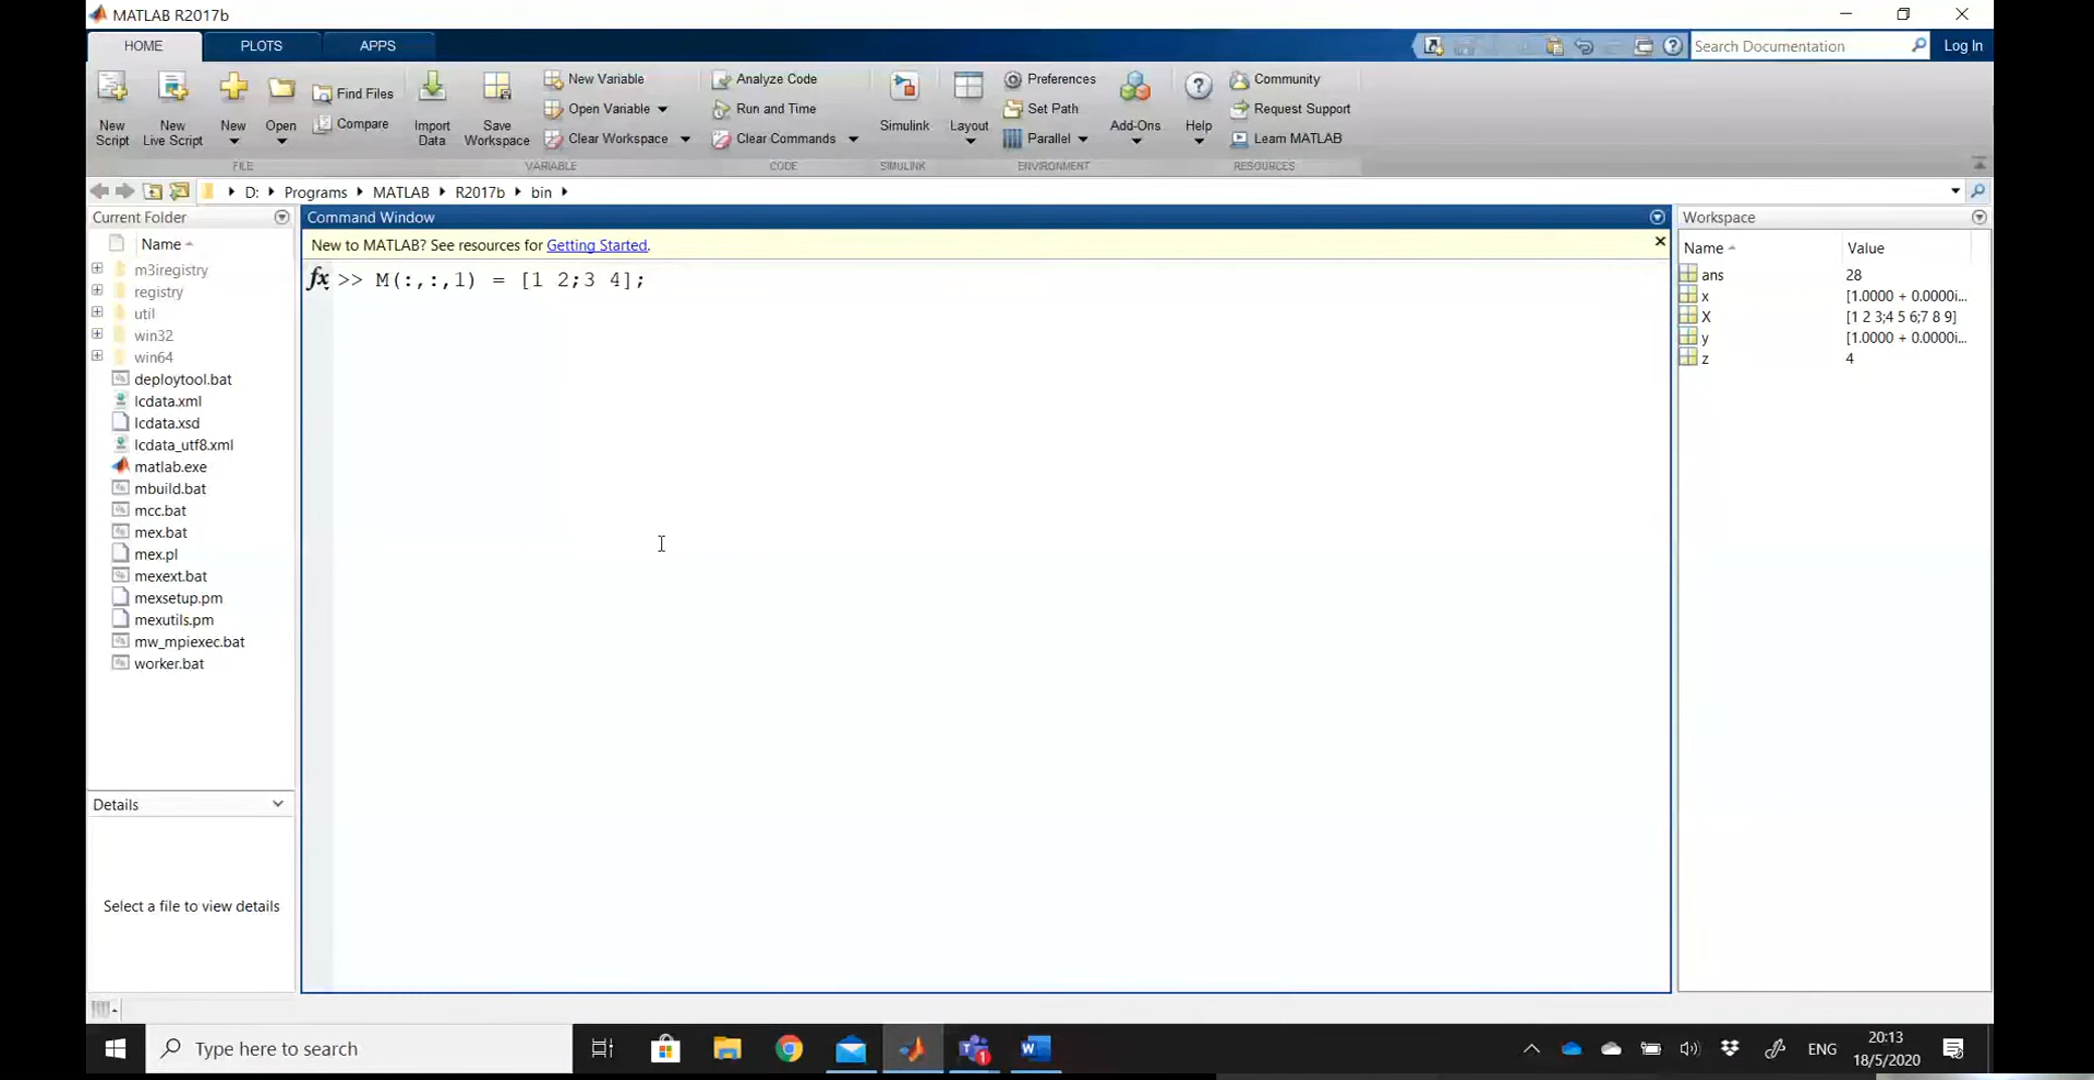 MATLAB R2017b
HOME PLOTS APPS
Search Documentation Log In
New Script
New Live Script
New
Open
Find Files
Compare
Import Data
Save Workspace
New Variable
Open Variable
Clear Workspace
Analyze Code
Run and Time
Clear Commands
Simulink
Layout
Preferences
Set Path
Parallel
Add-Ons
Help
Community
Request Support
Learn MATLAB
FILE VARIABLE CODE SIMULINK ENVIRONMENT RESOURCES
D: Programs MATLAB R2017b bin
Current Folder
Name
m3iregistry
registry
util
win32
win64
deploytool.bat
lcdata.xml
lcdata.xsd
lcdata_utf8.xml
matlab.exe
mbuild.bat
mcc.bat
mex.bat
mex.pl
mexext.bat
mexsetup.pm
mexutils.pm
mw_mpiexec.bat
worker.bat
Details
Select a file to view details
Command Window
New to MATLAB? See resources for Getting Started.
fx >> M(:,:,1) = [1 2;3 4];
Workspace
Name Value
ans 28
x [1.0000 + 0.0000i...
X [1 2 3;4 5 6;7 8 9]
y [1.0000 + 0.0000i...
z 4
Type here to search
1
W
ENG
20:13
18/5/2020